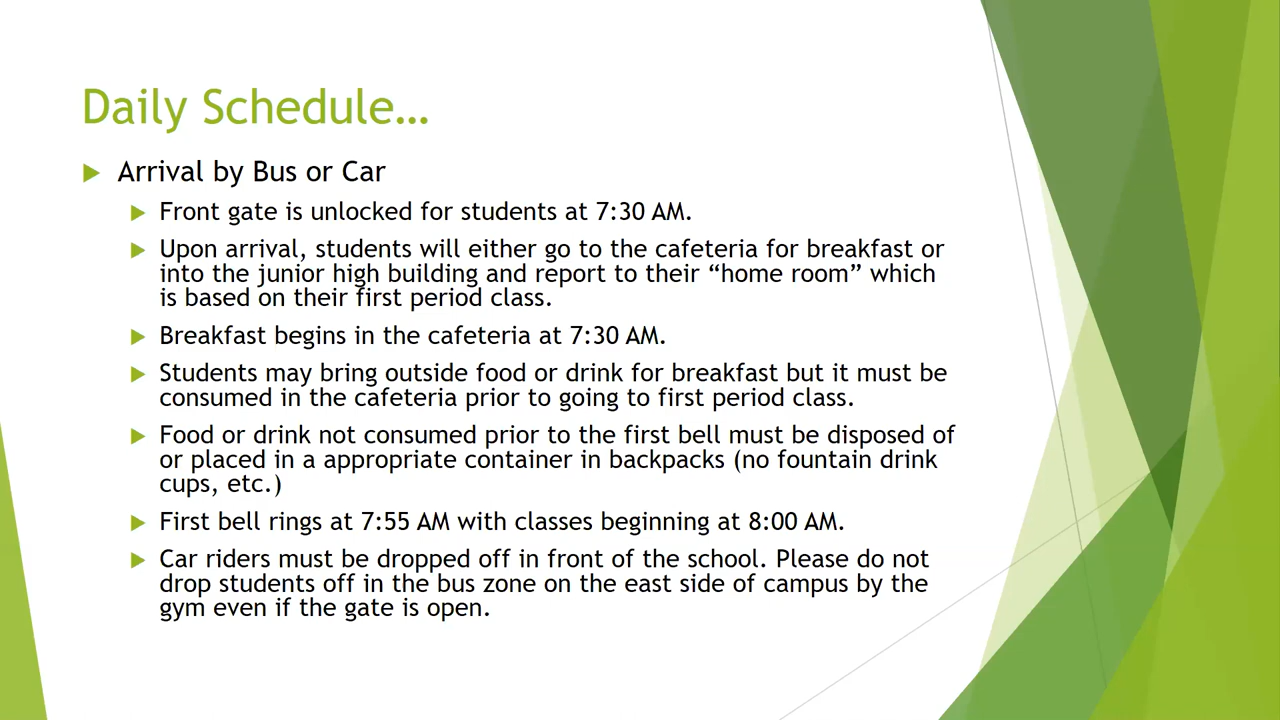 Daily Schedule…
Arrival by Bus or Car
Front gate is unlocked for students at 7:30 AM.
Upon arrival, students will either go to the cafeteria for breakfast or
into the junior high building and report to their “home room” which
is based on their first period class.
Breakfast begins in the cafeteria at 7:30 AM.
Students may bring outside food or drink for breakfast but it must be
consumed in the cafeteria prior to going to first period class.
Food or drink not consumed prior to the first bell must be disposed of
or placed in a appropriate container in backpacks (no fountain drink
cups, etc.)
First bell rings at 7:55 AM with classes beginning at 8:00 AM.
Car riders must be dropped off in front of the school. Please do not
drop students off in the bus zone on the east side of campus by the
gym even if the gate is open.